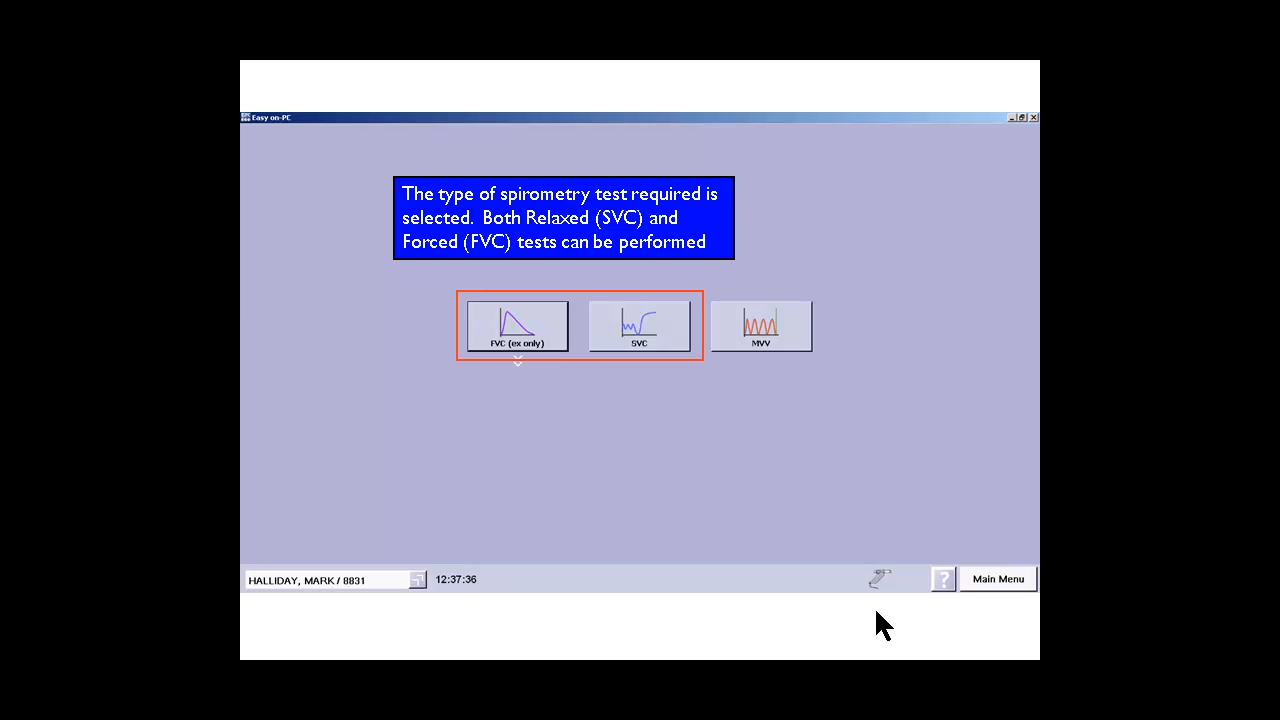 Easy on-PC
The type of spirometry test required is
selected. Both Relaxed (SVC) and
Forced (FVC) tests can be performed
FVC (ex only)
SVC
MVV
HALLIDAY, MARK / 8831
12:37:36
?
Main Menu